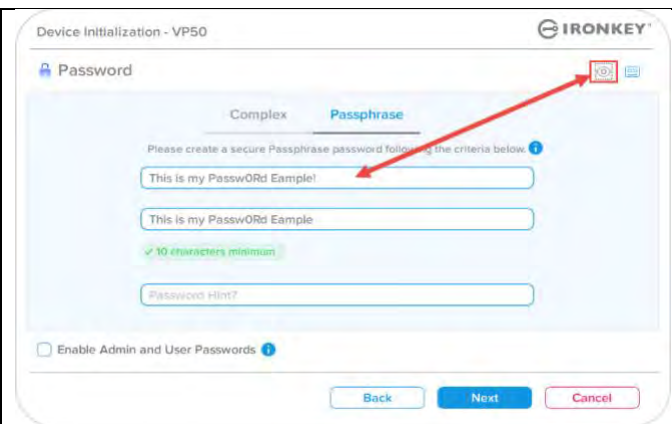 Device Initialization - VP50
IRONKEY
Password
Complex Passphrase
Please create a secure Passphrase password following the criteria below.
This is my Passw0Rd Eample!
This is my Passw0Rd Eample
✓ 10 characters minimum
Password Hint?
Enable Admin and User Passwords
Back Next Cancel